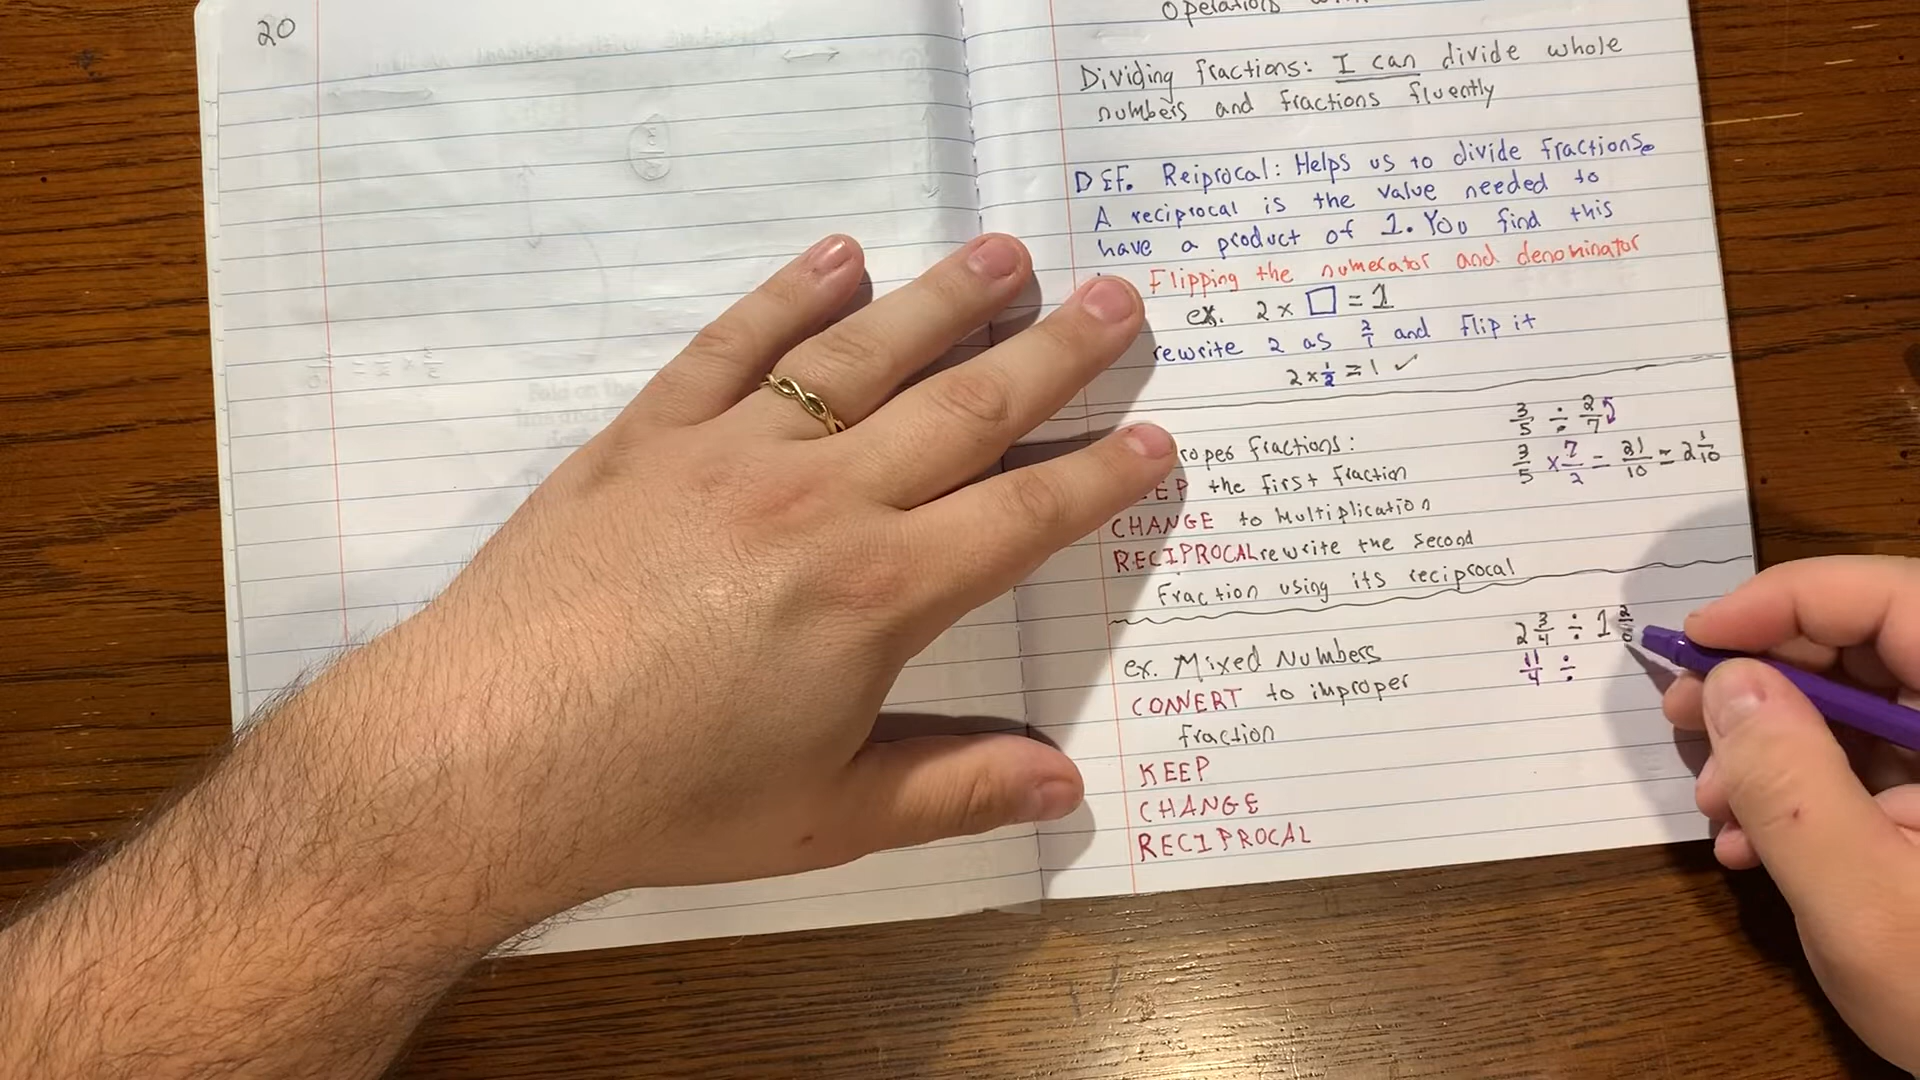 20
Operations
Dividing fractions: I can divide whole
numbers and fractions fluently
DEF. Reiprocal: Helps us to divide fractions.
A reciprocal is the value needed to
have a product of 1. You find this
Flipping the numerator and denominator
ex. 2 × □ = 1
rewrite 2 as 2/1 and flip it
2 × 1/2 = 1 ✓
3/5 ÷ 2/7
roper fractions:
3/5 × 7/2 = 21/10 = 2 1/10
EEP the first fraction
CHANGE to Multiplication
RECIPROCAL rewrite the second
fraction using its reciprocal
2 3/4 ÷ 1
ex. Mixed Numbers
11/4 ÷
CONVERT to improper
fraction
KEEP
CHANGE
RECIPROCAL